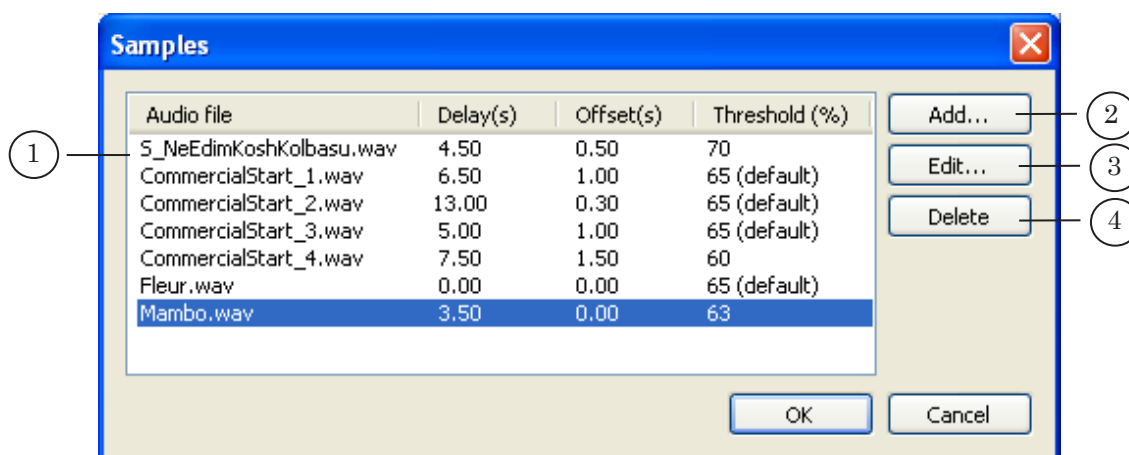 Samples
Audio file Delay(s) Offset(s) Threshold (%) Add... 2
1 S_NeEdimKoshKolbasu.wav 4.50 0.50 70
CommercialStart_1.wav 6.50 1.00 65 (default) Edit... 3
CommercialStart_2.wav 13.00 0.30 65 (default)
CommercialStart_3.wav 5.00 1.00 65 (default) Delete 4
CommercialStart_4.wav 7.50 1.50 60
Fleur.wav 0.00 0.00 65 (default)
Mambo.wav 3.50 0.00 63
OK Cancel